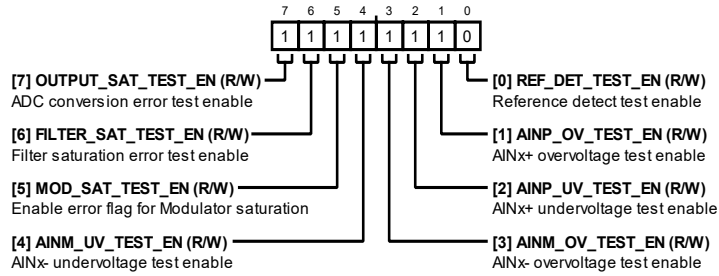 7 6 5 4 3 2 1 0
1 1 1 1 1 1 1 0
[7] OUTPUT_SAT_TEST_EN (R/W)
ADC conversion error test enable
[0] REF_DET_TEST_EN (R/W)
Reference detect test enable
[6] FILTER_SAT_TEST_EN (R/W)
Filter saturation error test enable
[1] AINP_OV_TEST_EN (R/W)
AINx+ overvoltage test enable
[5] MOD_SAT_TEST_EN (R/W)
Enable error flag for Modulator saturation
[2] AINP_UV_TEST_EN (R/W)
AINx+ undervoltage test enable
[4] AINM_UV_TEST_EN (R/W)
AINx- undervoltage test enable
[3] AINM_OV_TEST_EN (R/W)
AINx- overvoltage test enable